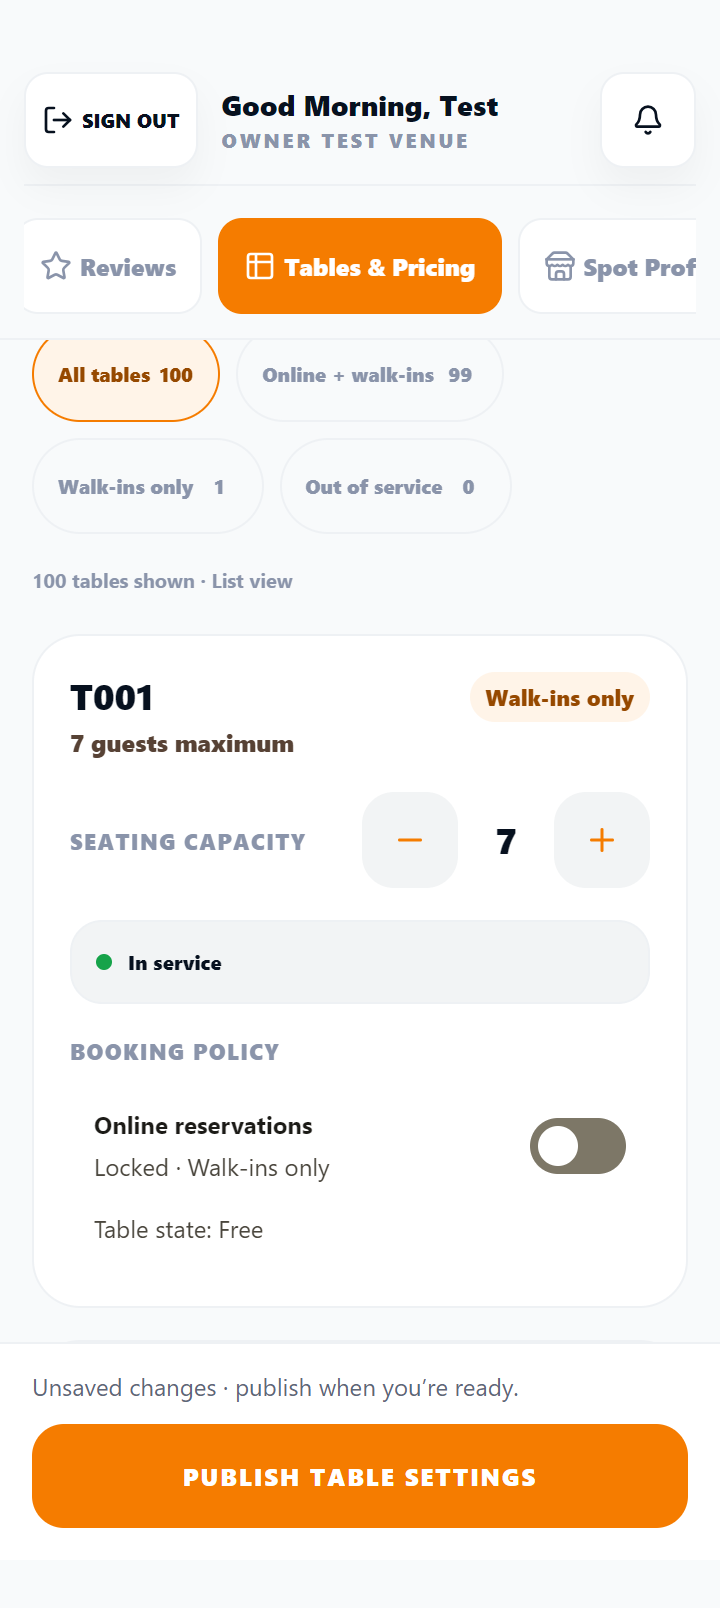 SIGN OUT
Good Morning, Test
OWNER TEST VENUE
Reviews
Tables & Pricing
Spot Prof
All tables 100
Online + walk-ins 99
Walk-ins only 1
Out of service 0
100 tables shown · List view
T001
Walk-ins only
7 guests maximum
SEATING CAPACITY
7
In service
BOOKING POLICY
Online reservations
Locked · Walk-ins only
Table state: Free
Unsaved changes · publish when you’re ready.
PUBLISH TABLE SETTINGS